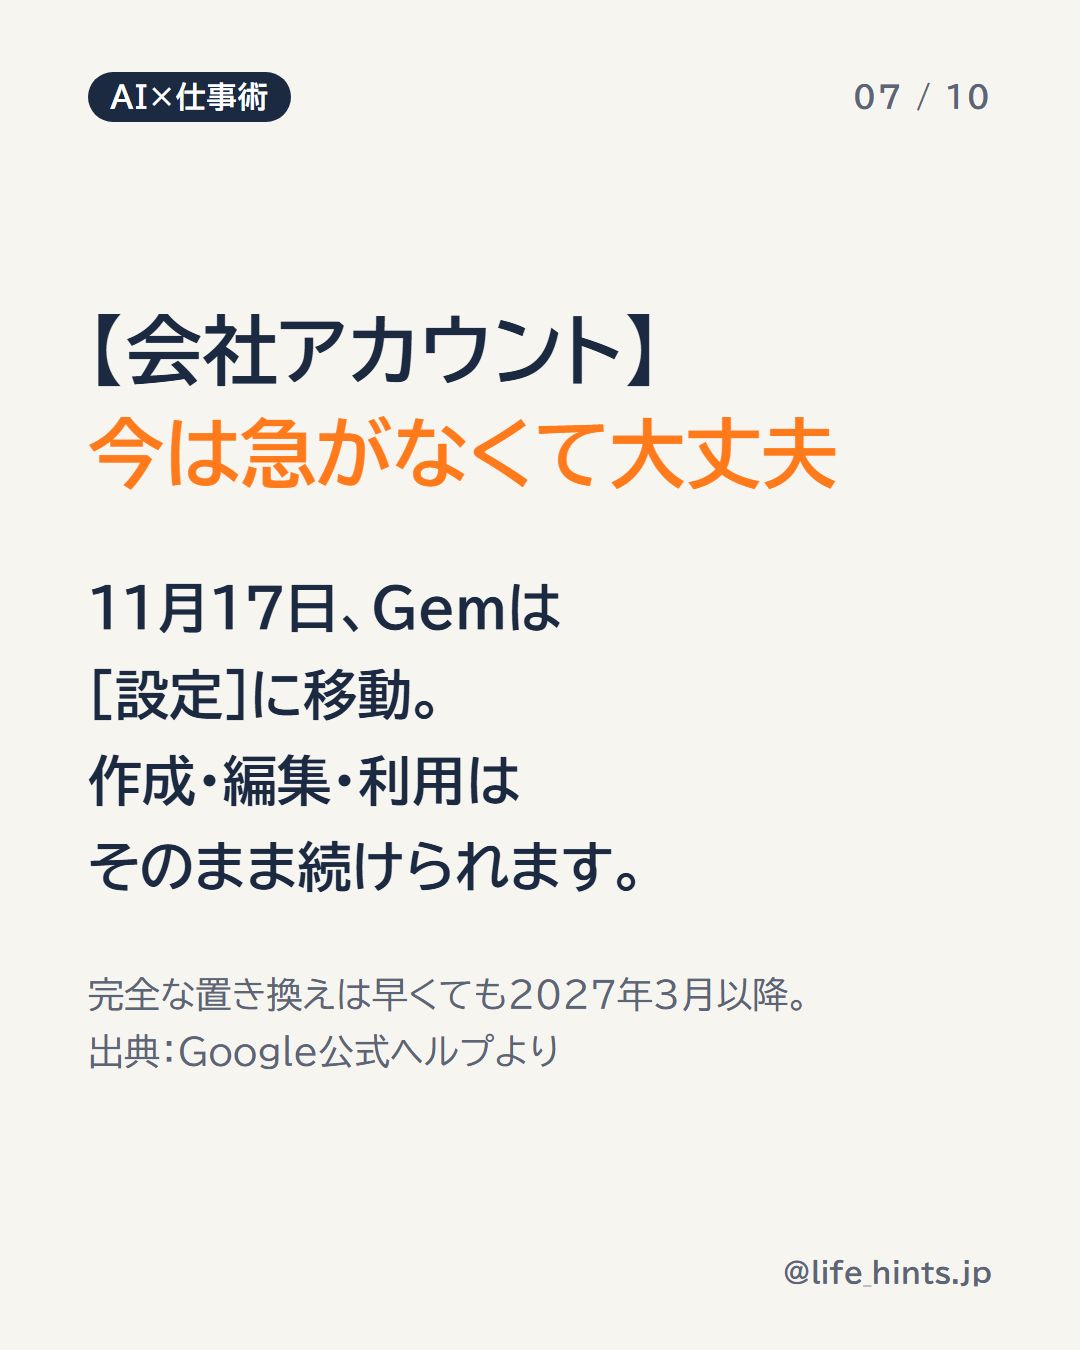 AI×仕事術
07 / 10
【会社アカウント】
今は急がなくて大丈夫
11月17日、Gemは
[設定]に移動。
作成・編集・利用は
そのまま続けられます。
完全な置き換えは早くても2027年3月以降。
出典：Google公式ヘルプより
@life_hints.jp